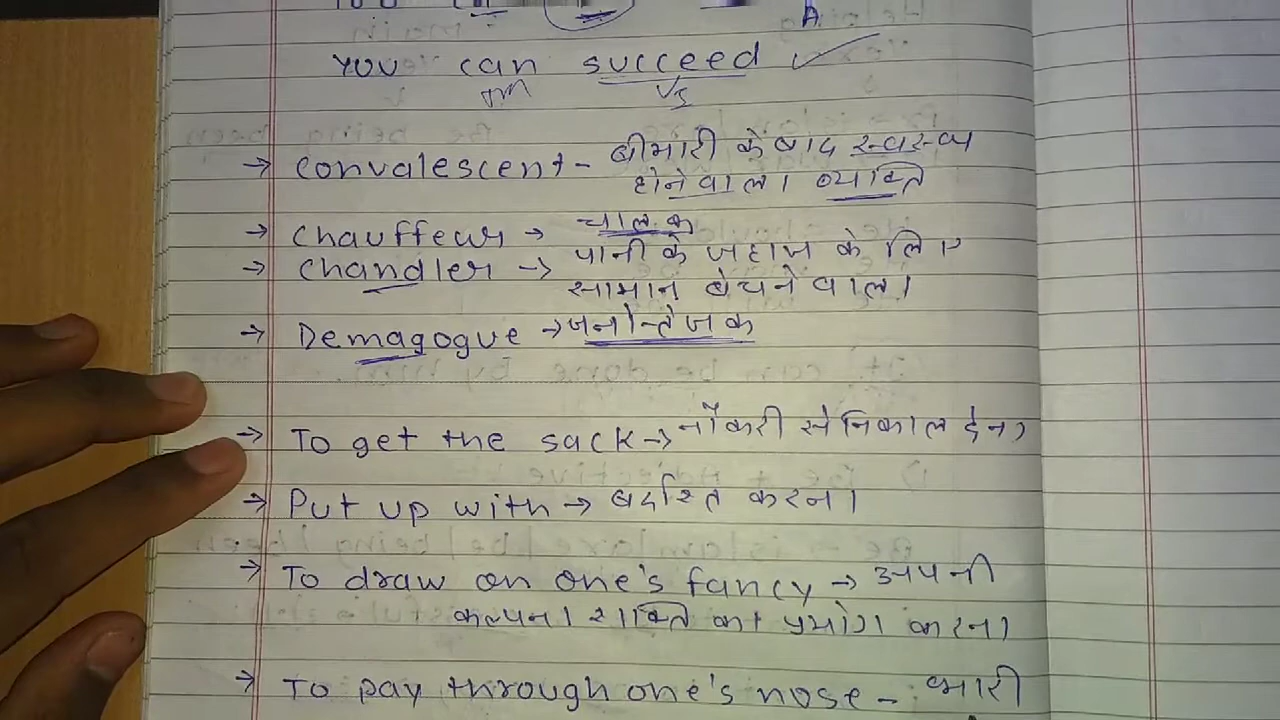 A
You can succeed ✓
→ Convalescent - बीमारी के बाद स्वस्थ्य
होने वाला व्यक्ति
→ Chauffeur → चालक
→ Chandler → पानी के जहाज के लिए
सामान बेचने वाला।
→ Demagogue → जनोत्तेजक
→ To get the sack → नौकरी से निकाल देना
→ Put up with → बर्दाश्त करना
→ To draw on one's fancy → अपनी
कल्पना शक्ति का प्रयोग करना
→ To pay through one's nose - भारी